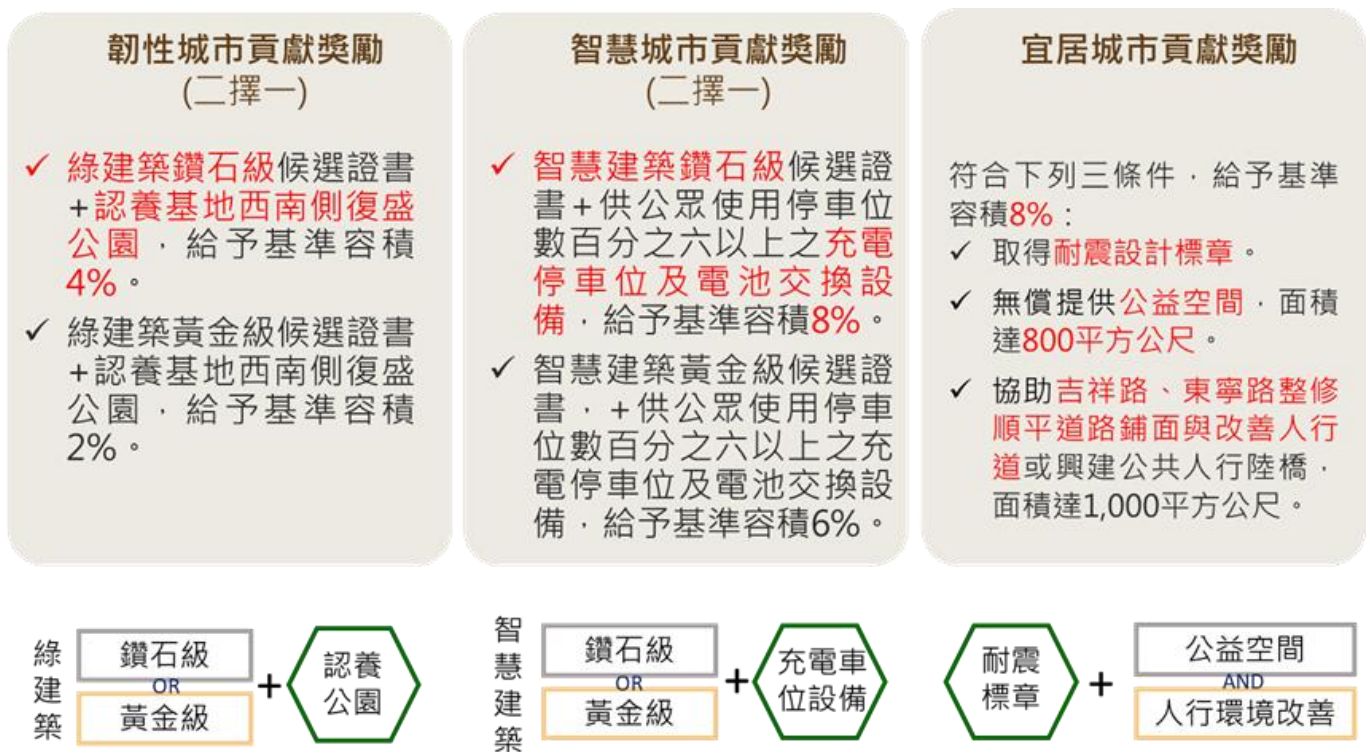 韌性城市貢獻獎勵
(二擇一)
✓ 綠建築鑽石級候選證書
+認養基地西南側復盛
公園，給予基準容積
4%。
✓ 綠建築黃金級候選證書
+認養基地西南側復盛
公園，給予基準容積
2%。
智慧城市貢獻獎勵
(二擇一)
✓ 智慧建築鑽石級候選證
書+供公眾使用停車位
數百分之六以上之充電
停車位及電池交換設
備，給予基準容積8%。
✓ 智慧建築黃金級候選證
書，+供公眾使用停車
位數百分之六以上之充
電停車位及電池交換設
備，給予基準容積6%。
宜居城市貢獻獎勵
符合下列三條件，給予基準
容積8%：
✓ 取得耐震設計標章。
✓ 無償提供公益空間，面積
達800平方公尺。
✓ 協助吉祥路、東寧路整修
順平道路鋪面與改善人行
道或興建公共人行陸橋，
面積達1,000平方公尺。
綠建築
鑽石級
OR
黃金級
+
認養
公園
智慧建築
鑽石級
OR
黃金級
+
充電車
位設備
耐震
標章
+
公益空間
AND
人行環境改善